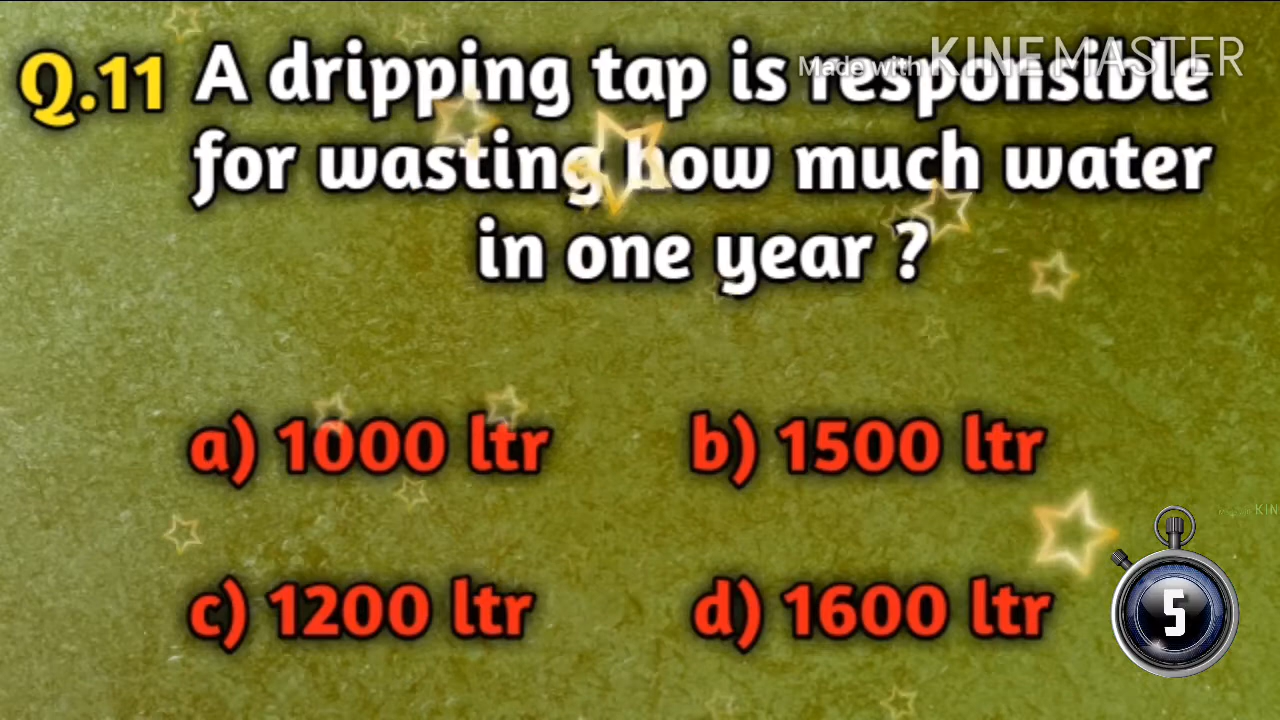 Made with KINEMASTER
Q.11 A dripping tap is responsible
for wasting how much water
in one year ?
a) 1000 ltr b) 1500 ltr
c) 1200 ltr d) 1600 ltr
5